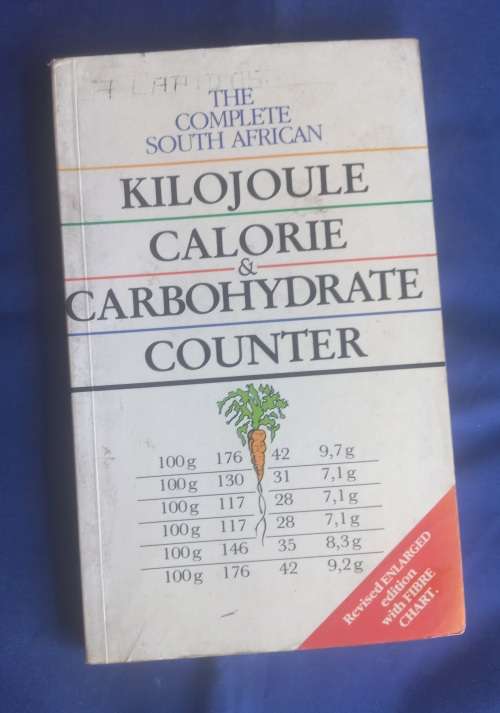 THE
COMPLETE
SOUTH AFRICAN
KILOJOULE
CALORIE
&
CARBOHYDRATE
COUNTER
100g 176 42 9,7g
100g 130 31 7,1g
100g 117 28 7,1g
100g 117 28 7,1g
100g 146 35 8,3g
100g 176 42 9,2g
Revised ENLARGED
edition
with FIBRE
CHART.